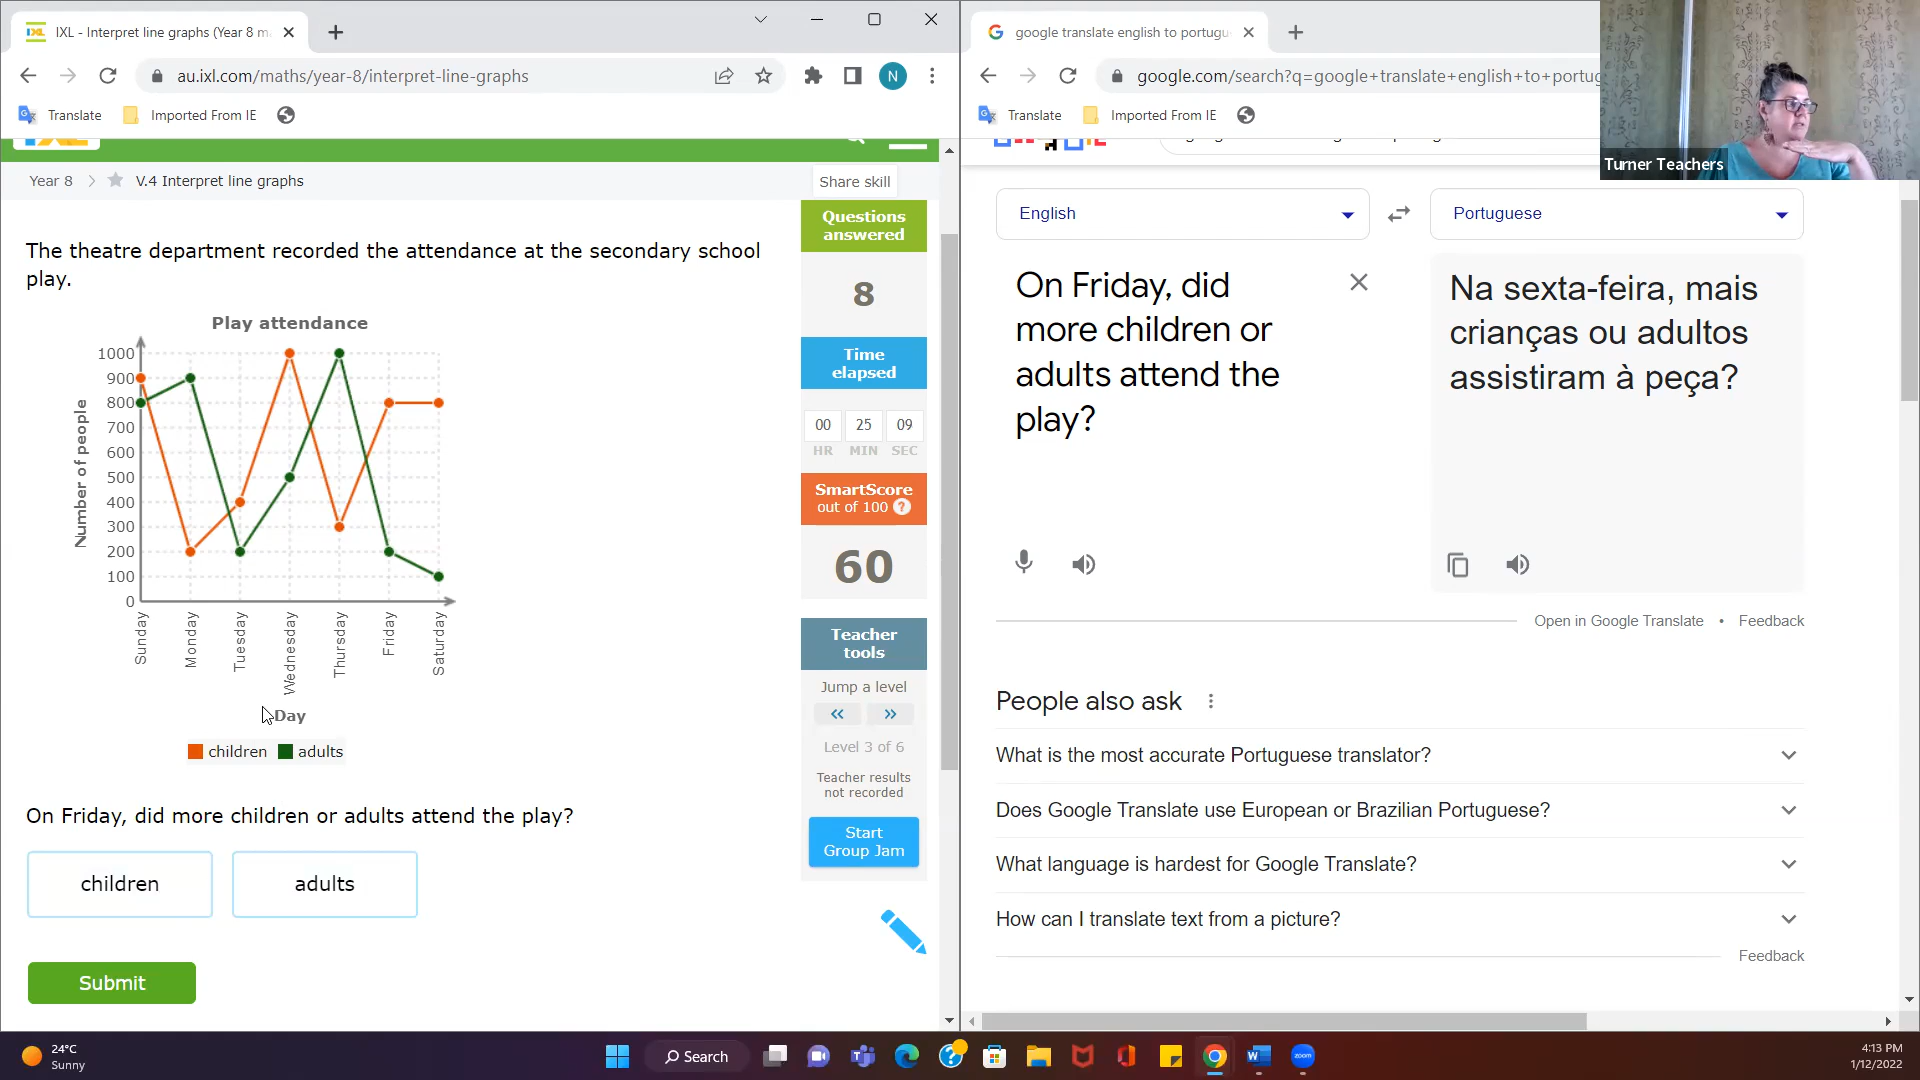 IXL - Interpret line graphs (Year 8 m
au.ixl.com/maths/year-8/interpret-line-graphs
N
Translate
Imported From IE
Year 8
V.4 Interpret line graphs
Share skill
The theatre department recorded the attendance at the secondary school
play.
Play attendance
Number of people
1000
900
800
700
600
500
400
300
200
100
0
Sunday
Monday
Tuesday
Wednesday
Thursday
Friday
Saturday
Day
children
adults
On Friday, did more children or adults attend the play?
children
adults
Submit
Questions
answered
8
Time
elapsed
00 25 09
HR MIN SEC
SmartScore
out of 100 ?
60
Teacher
tools
Jump a level
Level 3 of 6
Teacher results
not recorded
Start
Group Jam
google translate english to portugu
google.com/search?q=google+translate+english+to+portug
Translate
Imported From IE
Turner Teachers
English
Portuguese
On Friday, did
more children or
adults attend the
play?
Na sexta-feira, mais
crianças ou adultos
assistiram à peça?
Open in Google Translate • Feedback
People also ask
What is the most accurate Portuguese translator?
Does Google Translate use European or Brazilian Portuguese?
What language is hardest for Google Translate?
How can I translate text from a picture?
Feedback
24°C
Sunny
Search
zoom
4:13 PM
1/12/2022